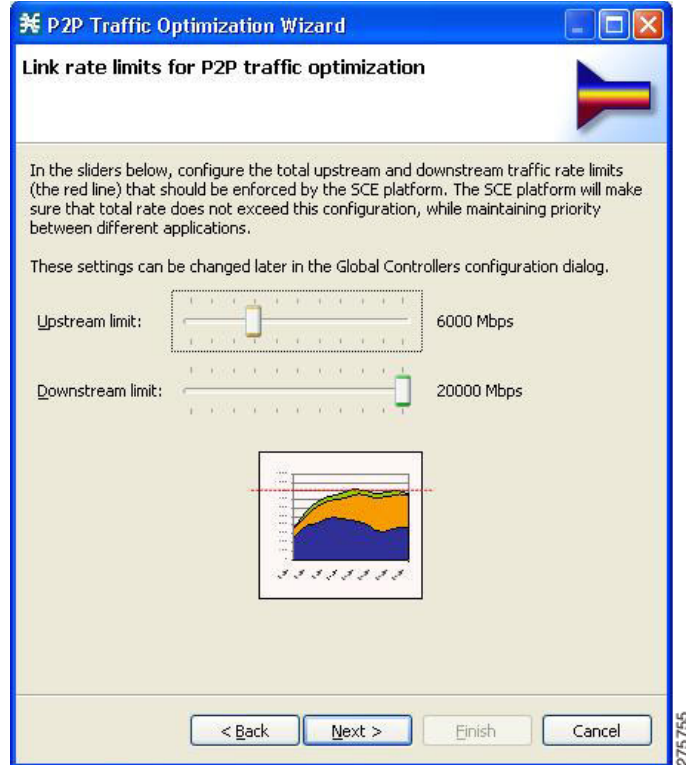 P2P Traffic Optimization Wizard
Link rate limits for P2P traffic optimization
In the sliders below, configure the total upstream and downstream traffic rate limits
(the red line) that should be enforced by the SCE platform. The SCE platform will make
sure that total rate does not exceed this configuration, while maintaining priority
between different applications.
These settings can be changed later in the Global Controllers configuration dialog.
Upstream limit: 6000 Mbps
Downstream limit: 20000 Mbps
< Back Next > Finish Cancel
275755